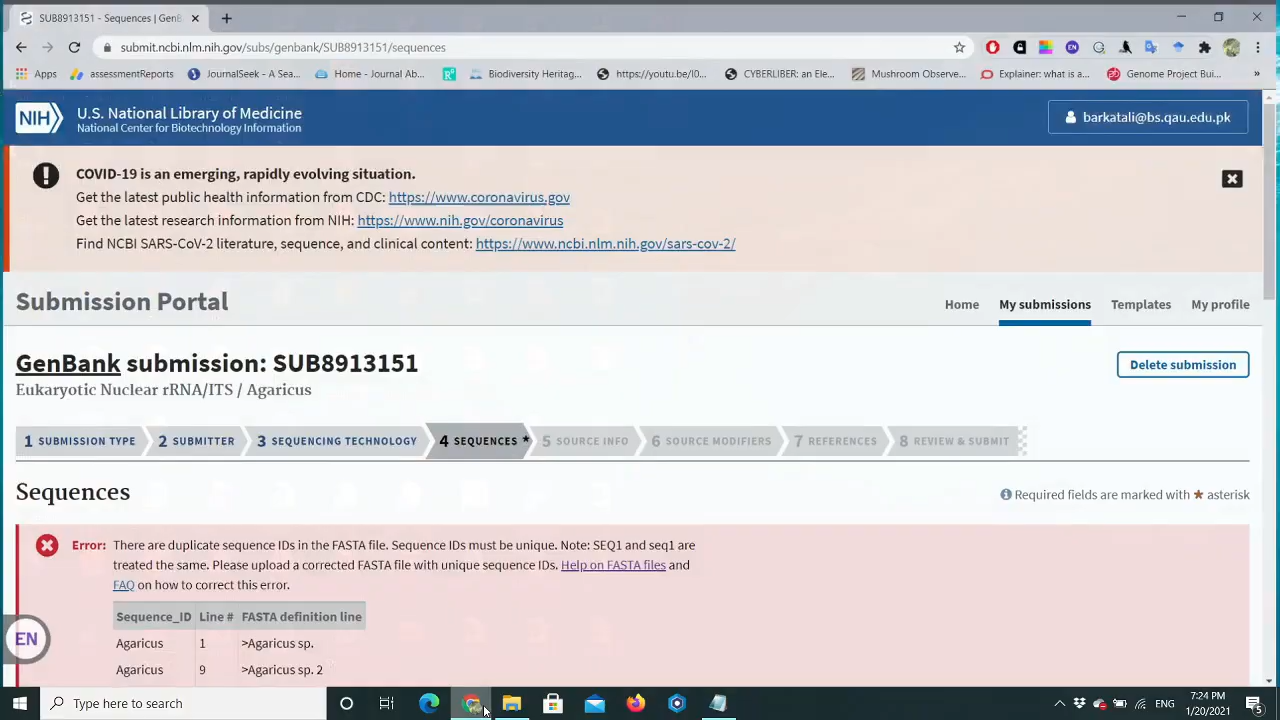 SUB8913151 - Sequences | GenB
submit.ncbi.nlm.nih.gov/subs/genbank/SUB8913151/sequences
Apps
assessmentReports
JournalSeek - A Sea...
Home - Journal Ab...
Biodiversity Heritag...
https://youtu.be/l0...
CYBERLIBER: an Ele...
Mushroom Observe...
Explainer: what is a...
Genome Project Bui...
»
NIH
U.S. National Library of Medicine
National Center for Biotechnology Information
barkatali@bs.qau.edu.pk
COVID-19 is an emerging, rapidly evolving situation.
Get the latest public health information from CDC: https://www.coronavirus.gov
Get the latest research information from NIH: https://www.nih.gov/coronavirus
Find NCBI SARS-CoV-2 literature, sequence, and clinical content: https://www.ncbi.nlm.nih.gov/sars-cov-2/
Submission Portal
Home
My submissions
Templates
My profile
GenBank submission: SUB8913151
Delete submission
Eukaryotic Nuclear rRNA/ITS / Agaricus
1 SUBMISSION TYPE
2 SUBMITTER
3 SEQUENCING TECHNOLOGY
4 SEQUENCES *
5 SOURCE INFO
6 SOURCE MODIFIERS
7 REFERENCES
8 REVIEW & SUBMIT
Sequences
Required fields are marked with * asterisk
Error: There are duplicate sequence IDs in the FASTA file. Sequence IDs must be unique. Note: SEQ1 and seq1 are
treated the same. Please upload a corrected FASTA file with unique sequence IDs. Help on FASTA files and
FAQ on how to correct this error.
Sequence_ID Line # FASTA definition line
Agaricus 1 >Agaricus sp.
Agaricus 9 >Agaricus sp. 2
EN
Type here to search
7:24 PM
1/20/2021
5